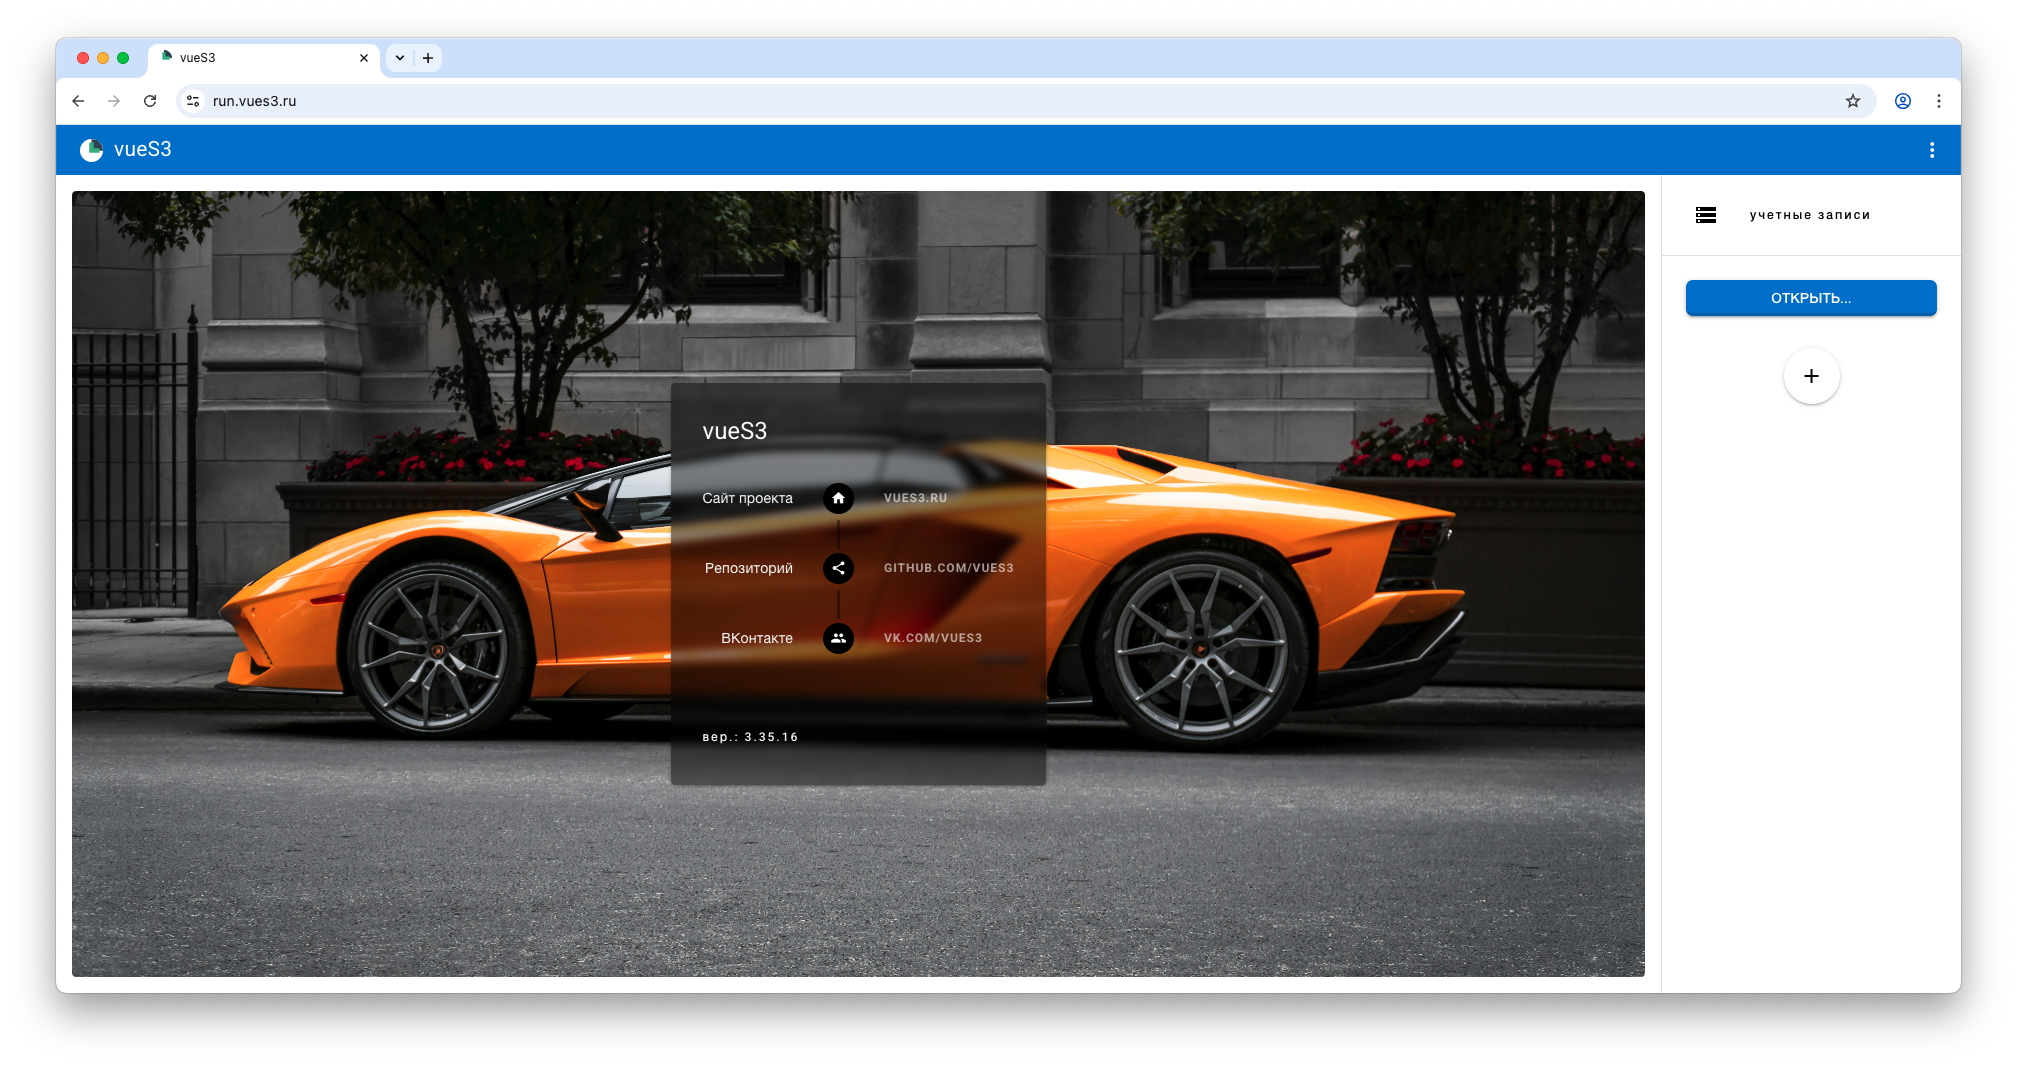 vueS3
run.vues3.ru
vueS3
учетные записи
ОТКРЫТЬ...
vueS3
Сайт проекта VUES3.RU
Репозиторий GITHUB.COM/VUES3
ВКонтакте VK.COM/VUES3
вер.: 3.35.16